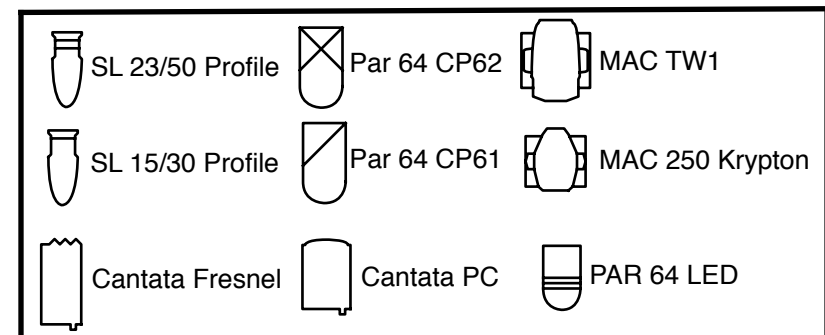 SL 23/50 Profile Par 64 CP62 MAC TW1
SL 15/30 Profile Par 64 CP61 MAC 250 Krypton
Cantata Fresnel Cantata PC PAR 64 LED